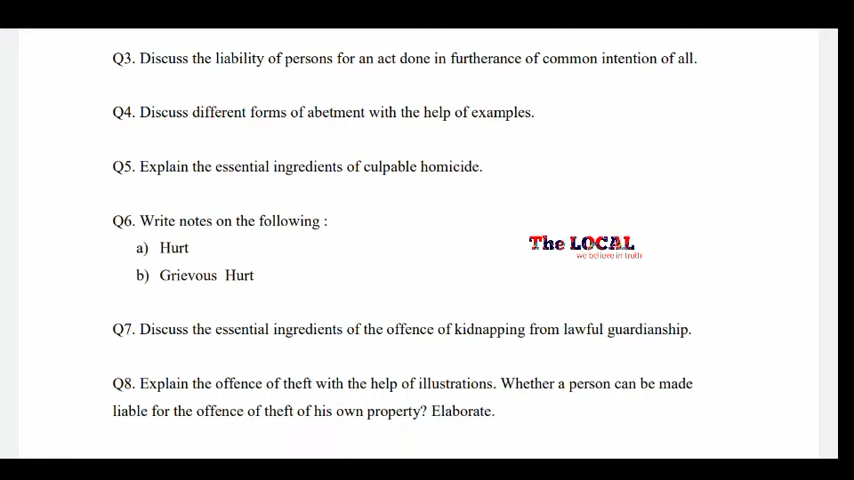 Q3. Discuss the liability of persons for an act done in furtherance of common intention of all.
Q4. Discuss different forms of abetment with the help of examples.
Q5. Explain the essential ingredients of culpable homicide.
Q6. Write notes on the following :
a) Hurt
The LOCAL
we believe in truth
b) Grievous Hurt
Q7. Discuss the essential ingredients of the offence of kidnapping from lawful guardianship.
Q8. Explain the offence of theft with the help of illustrations. Whether a person can be made
liable for the offence of theft of his own property? Elaborate.